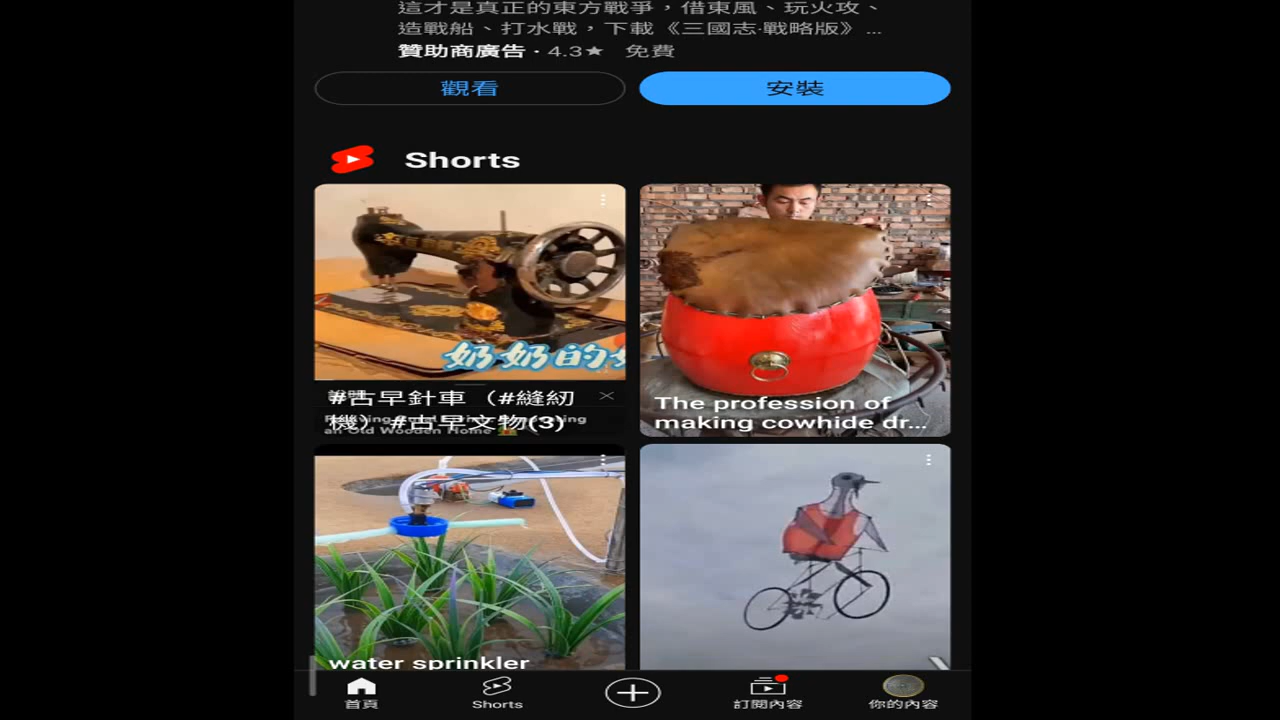 這才是真正的東方戰爭，借東風、玩火攻、
造戰船、打水戰，下載《三國志·戰略版》...
贊助商廣告 · 4.3★ 免費
觀看
安裝
Shorts
奶奶的
#古早針車（#縫紉
機）#古早文物(3)
an Old Wooden Home
The profession of
making cowhide dr...
water sprinkler
首頁
Shorts
訂閱內容
你的內容